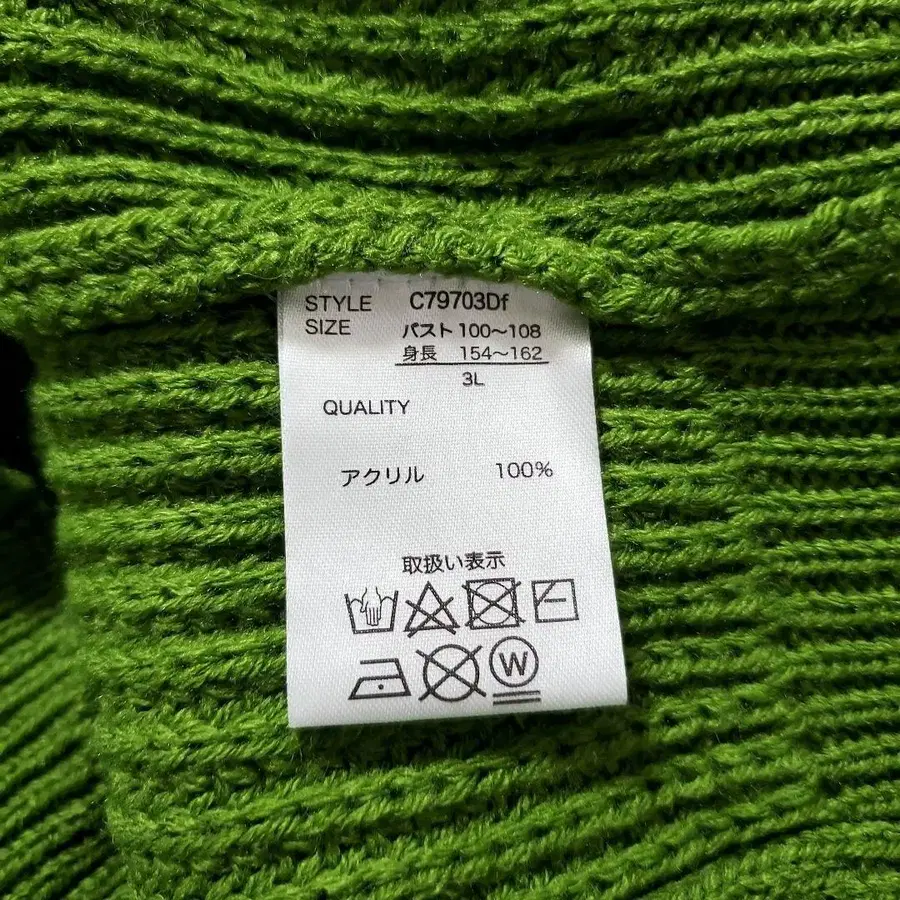 STYLE C79703Df
SIZE バスト 100〜108
身長 154〜162
3L
QUALITY
アクリル 100%
取扱い表示
W